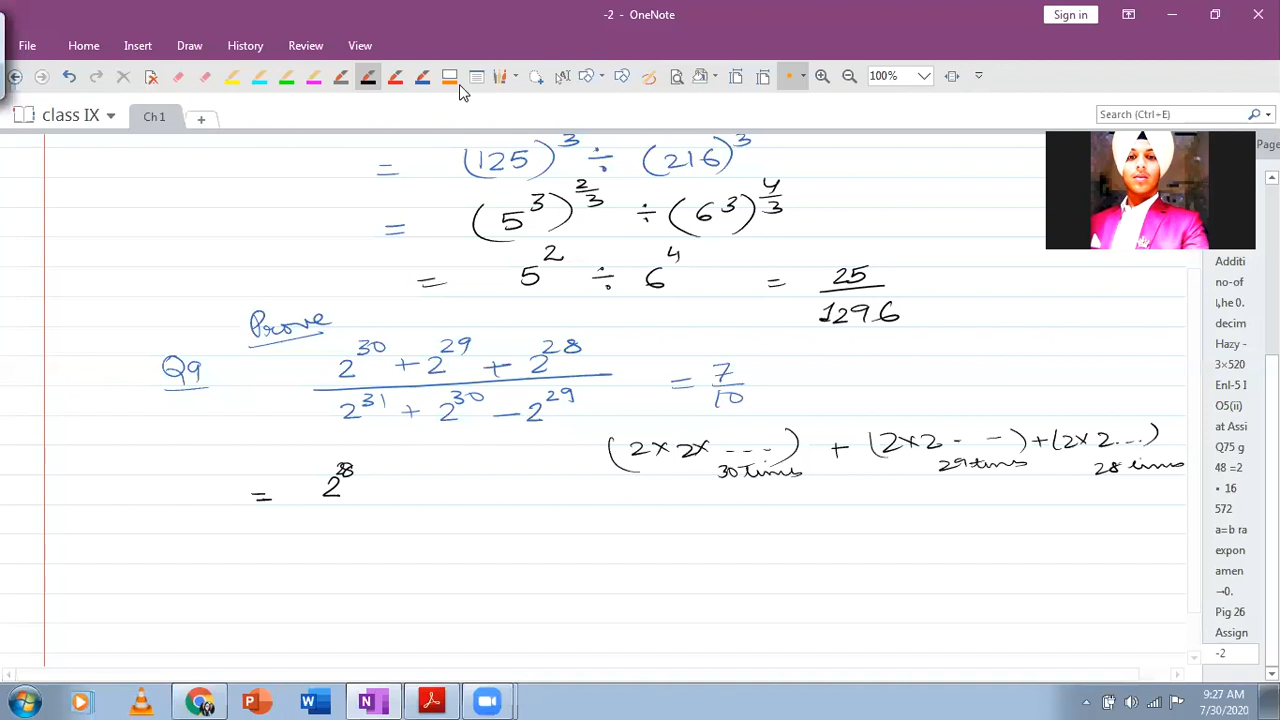 -2 - OneNote
Sign in
File Home Insert Draw History Review View
100%
class IX
Ch1
Search (Ctrl+E)
Page
= (125)^3 ÷ (216)^3
= (5^3)^{2/3} ÷ (6^3)^{4/3}
= 5^2 ÷ 6^4 = 25/1296
Prove
Q9 (2^30 + 2^29 + 2^28)/(2^31 + 2^30 - 2^29) = 7/10
(2×2× ....) + (2×2 - -) + (2×2...)
30 times 29 times 28 times
= 2^28
Additi
no-of
decim
Hazy -
3×520
Enl-5 I
O5(ii)
at Assi
Q75 g
48 =2
• 16
572
a=b ra
expon
amen
→0.
Pig 26
Assign
-2
9:27 AM
7/30/2020